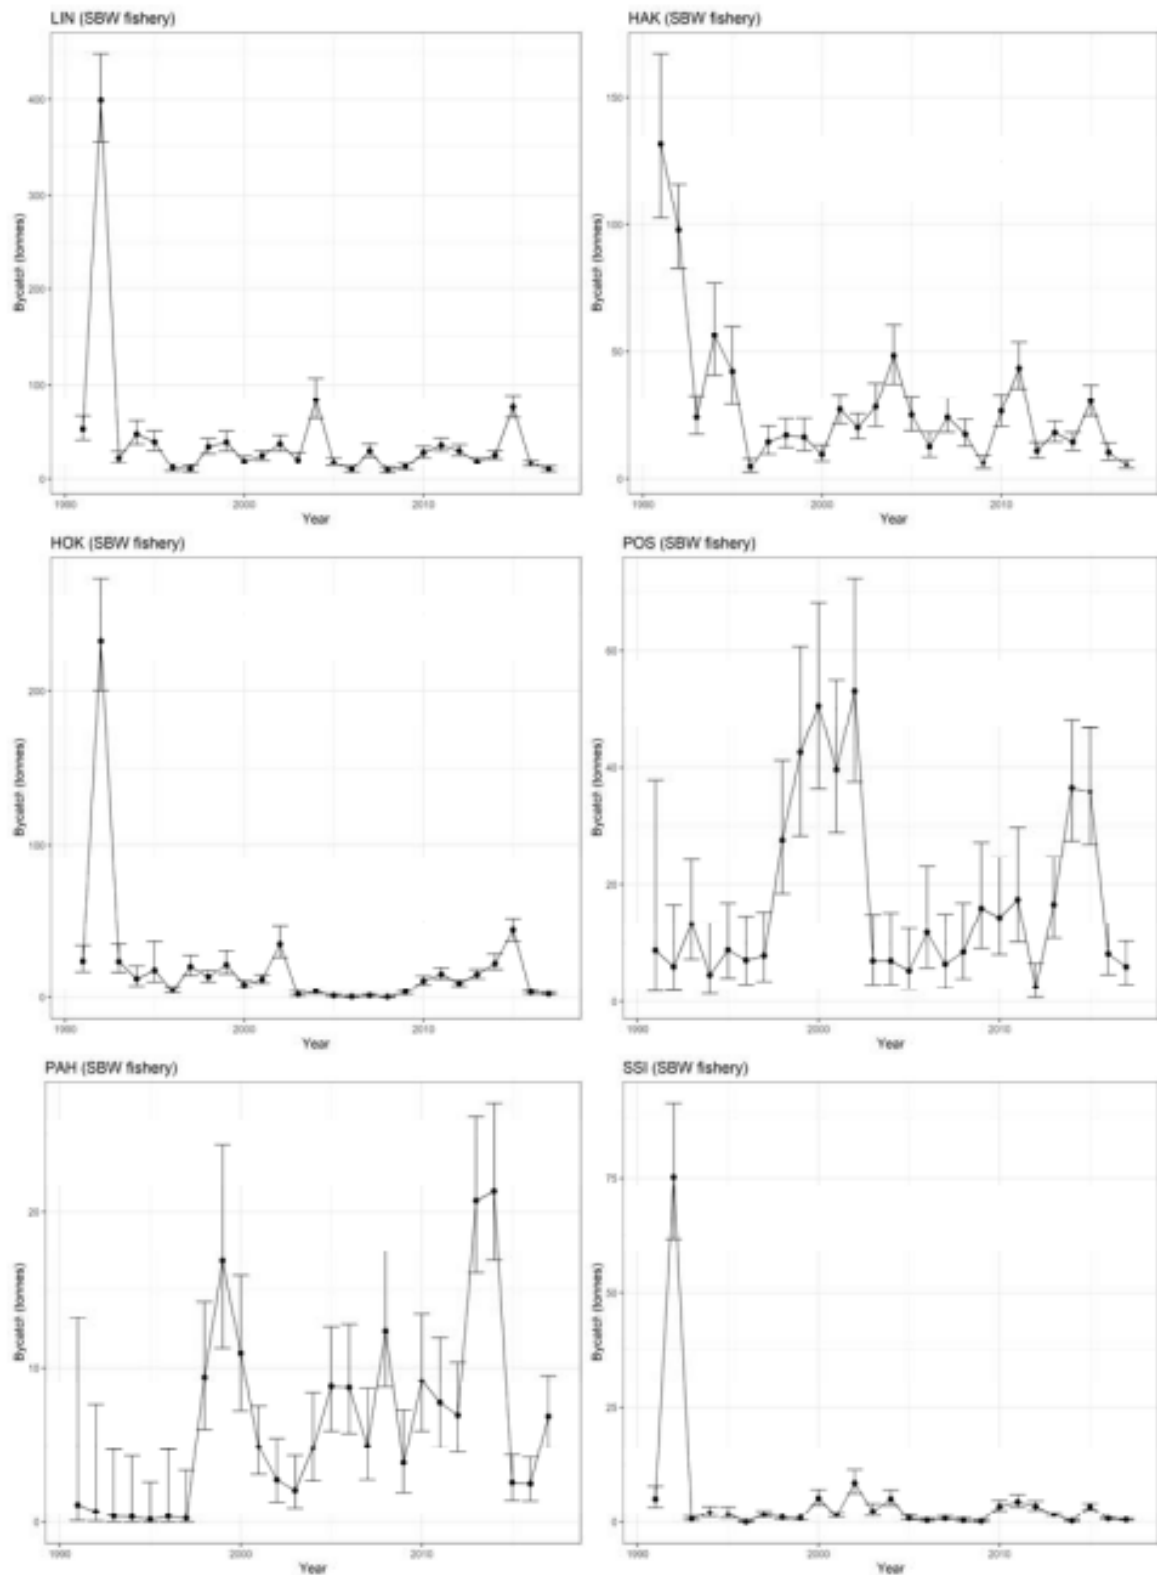 LIN (SBW fishery)
400
300
200
100
0
Bycatch (tonnes)
1990 2000 2010
Year
HAK (SBW fishery)
150
100
50
0
Bycatch (tonnes)
1990 2000 2010
Year
HOK (SBW fishery)
200
100
0
Bycatch (tonnes)
1990 2000 2010
Year
POS (SBW fishery)
60
40
20
0
Bycatch (tonnes)
1990 2000 2010
Year
PAH (SBW fishery)
20
10
0
Bycatch (tonnes)
1990 2000 2010
Year
SSI (SBW fishery)
75
50
25
0
Bycatch (tonnes)
1990 2000 2010
Year